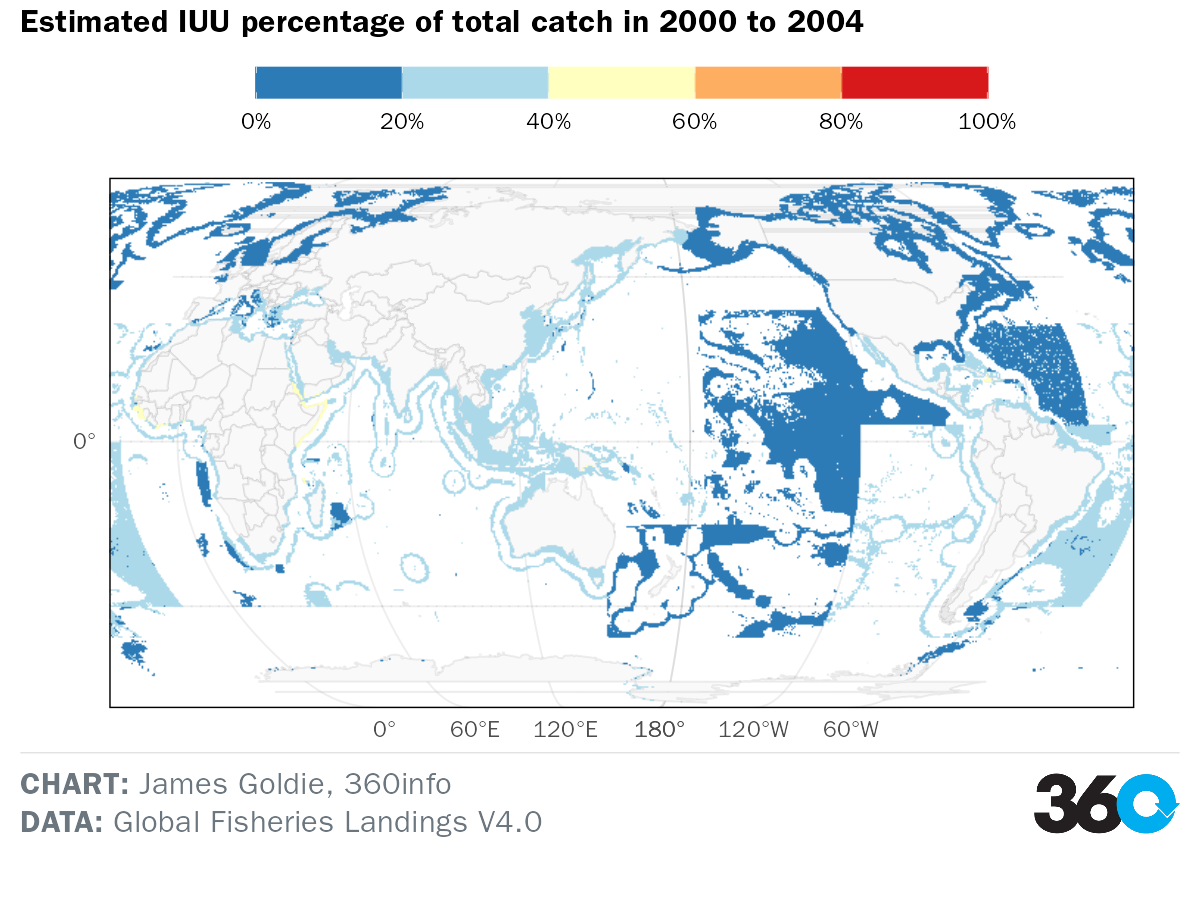 Estimated IUU percentage of total catch in 2000 to 2004
0% 20% 40% 60% 80% 100%
0°
0° 60°E 120°E 180° 120°W 60°W
CHART: James Goldie, 360info
DATA: Global Fisheries Landings V4.0
360